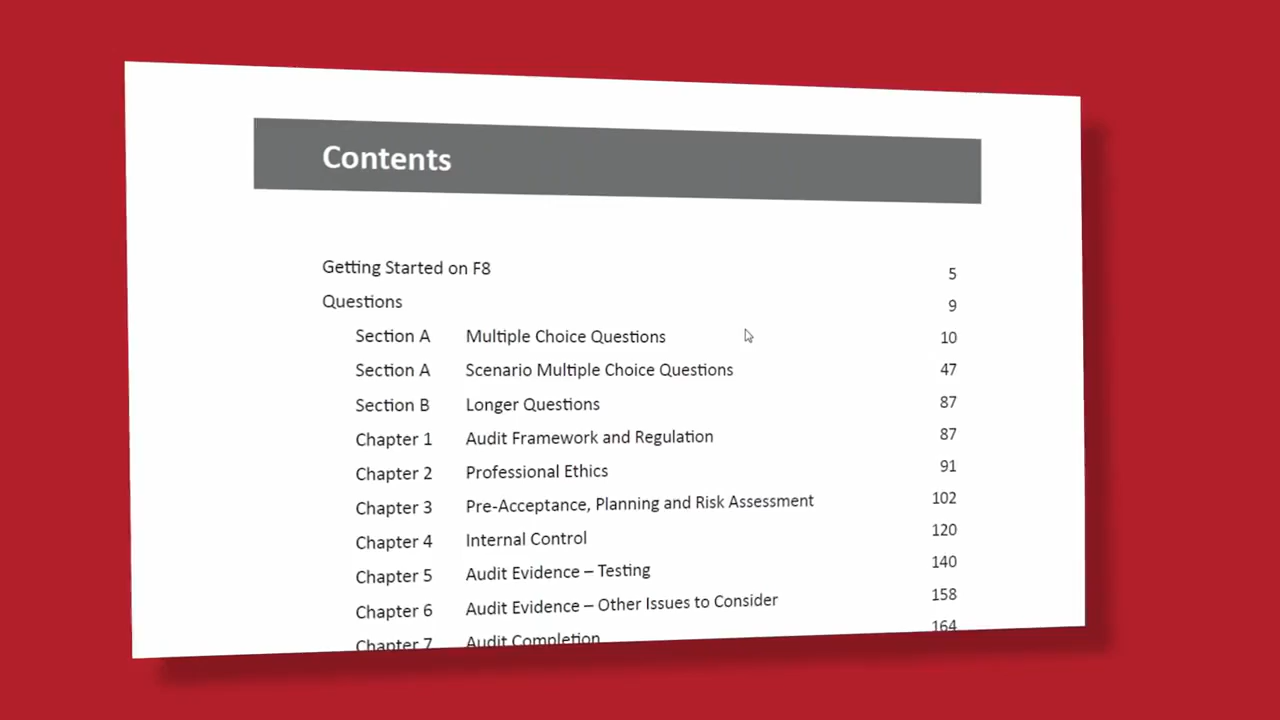 Contents
Getting Started on F8 5
Questions 9
Section A Multiple Choice Questions 10
Section A Scenario Multiple Choice Questions 47
Section B Longer Questions 87
Chapter 1 Audit Framework and Regulation 87
Chapter 2 Professional Ethics 91
Chapter 3 Pre-Acceptance, Planning and Risk Assessment 102
Chapter 4 Internal Control 120
Chapter 5 Audit Evidence – Testing 140
Chapter 6 Audit Evidence – Other Issues to Consider 158
Chapter 7 Audit Completion 164